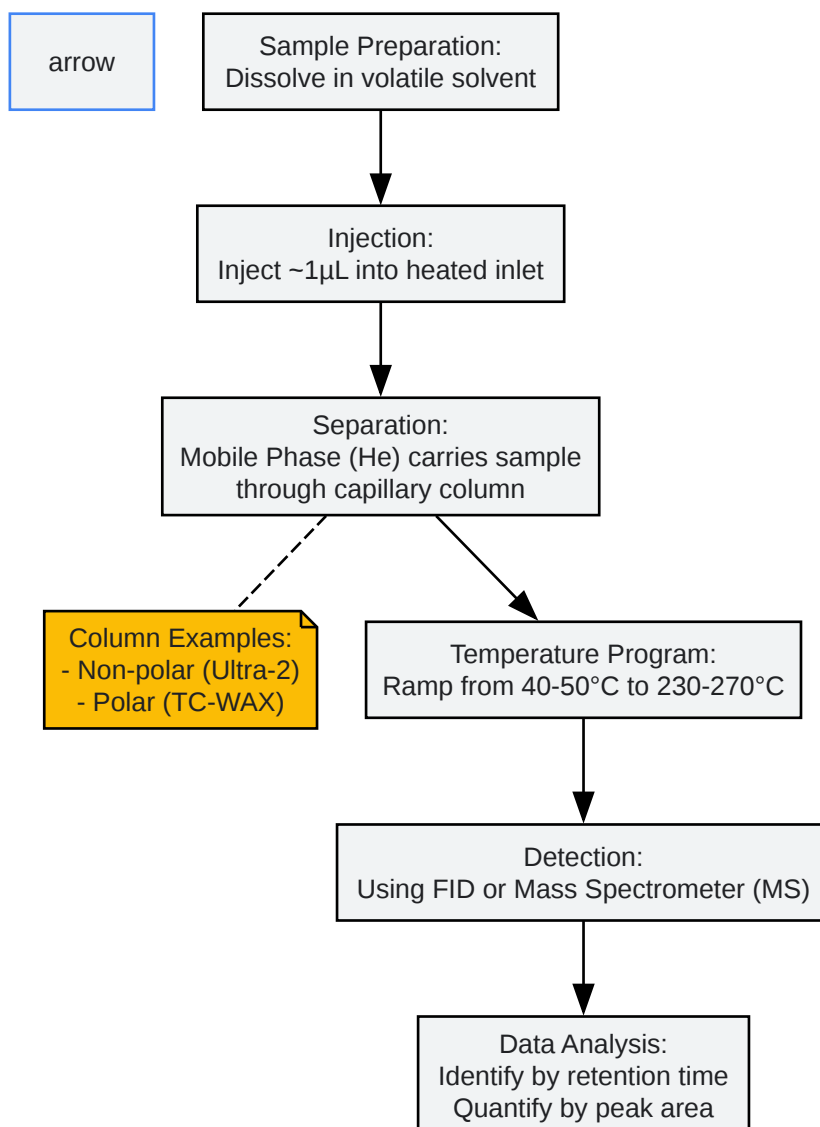 arrow
Sample Preparation:
Dissolve in volatile solvent
Injection:
Inject ~1µL into heated inlet
Separation:
Mobile Phase (He) carries sample
through capillary column
Column Examples:
- Non-polar (Ultra-2)
- Polar (TC-WAX)
Temperature Program:
Ramp from 40-50°C to 230-270°C
Detection:
Using FID or Mass Spectrometer (MS)
Data Analysis:
Identify by retention time
Quantify by peak area